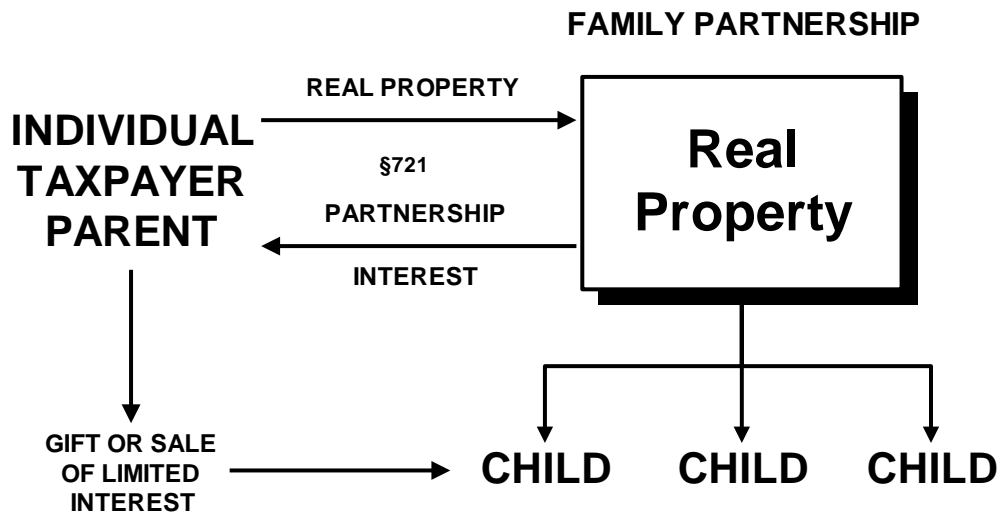 FAMILY PARTNERSHIP
REAL PROPERTY
INDIVIDUAL
TAXPAYER
PARENT
§721
PARTNERSHIP
INTEREST
Real
Property
GIFT OR SALE
OF LIMITED
INTEREST
CHILD
CHILD
CHILD